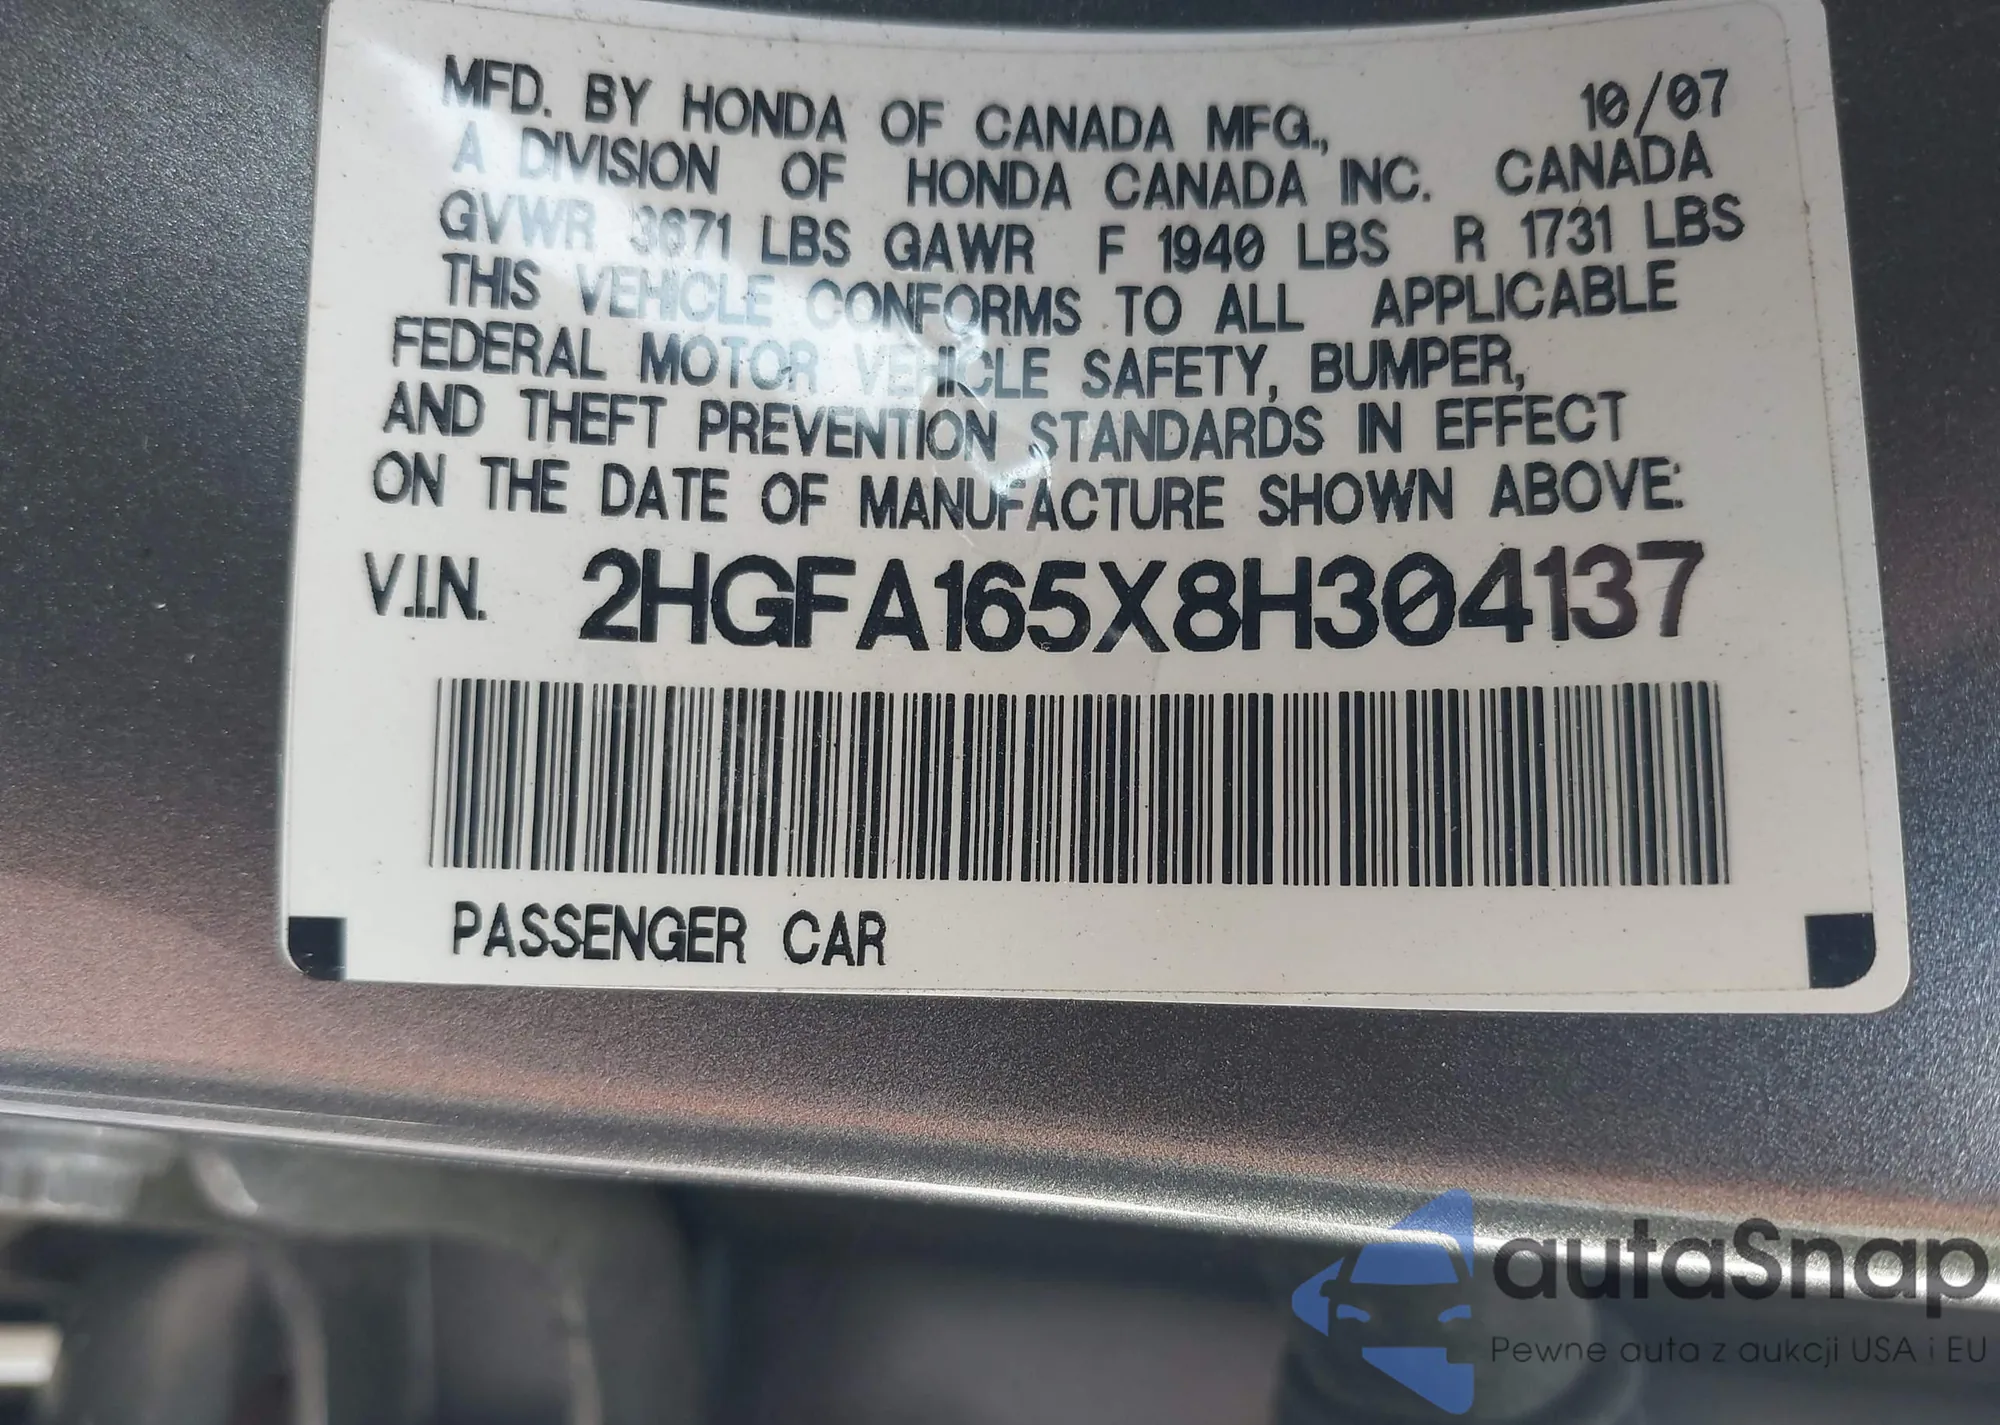 MFD. BY HONDA OF CANADA MFG., 10/07
A DIVISION OF HONDA CANADA INC. CANADA
GVWR 3671 LBS GAWR F 1940 LBS R 1731 LBS
THIS VEHICLE CONFORMS TO ALL APPLICABLE
FEDERAL MOTOR VEHICLE SAFETY, BUMPER,
AND THEFT PREVENTION STANDARDS IN EFFECT
ON THE DATE OF MANUFACTURE SHOWN ABOVE:
V.I.N. 2HGFA165X8H304137
PASSENGER CAR
autaSnap
Pewne auta z aukcji USA i EU